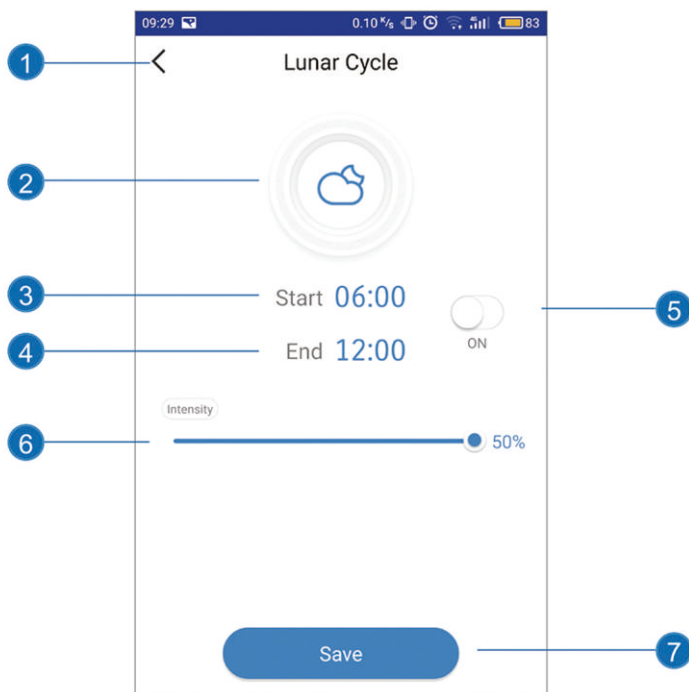 09:29 0.10 K/s 4G 83
1 Lunar Cycle
2
3 Start 06:00
5
4 End 12:00
ON
Intensity
6 50%
Save 7